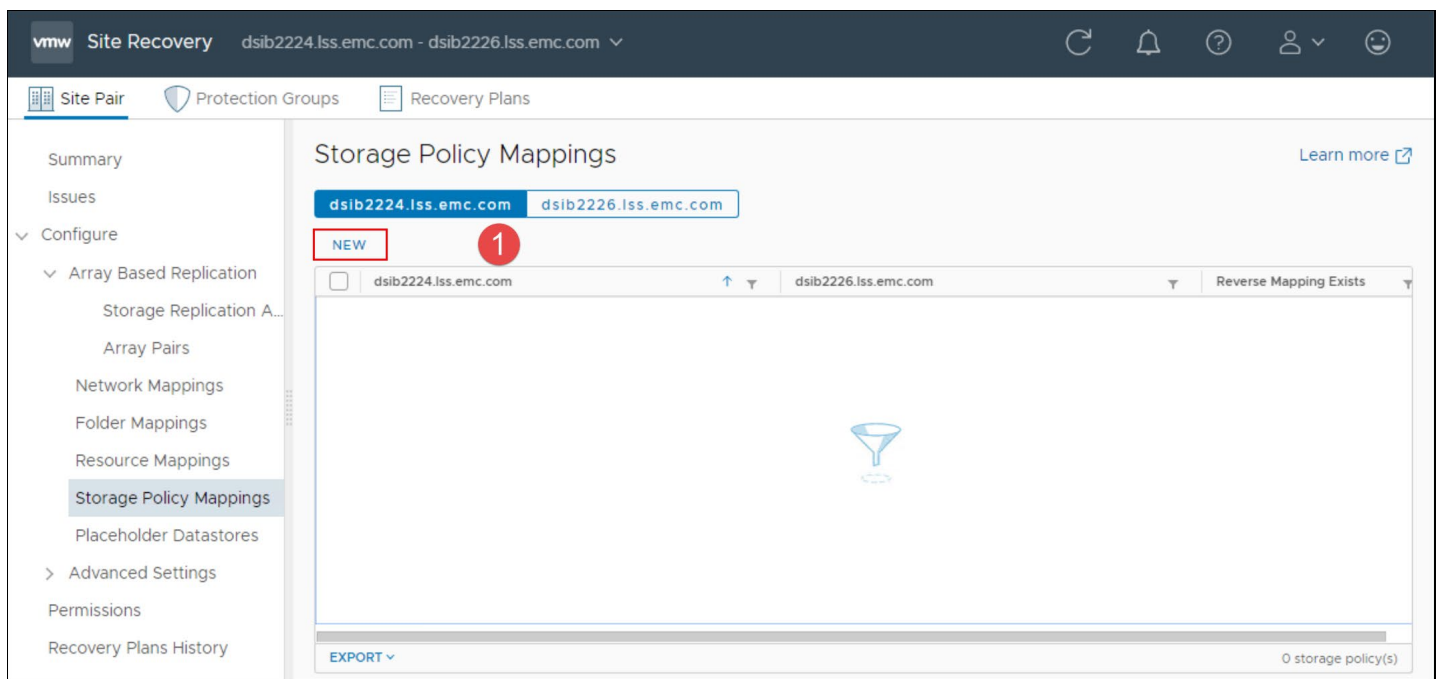 vmw Site Recovery dsib2224.lss.emc.com - dsib2226.lss.emc.com
Site Pair Protection Groups Recovery Plans
Summary
Issues
Configure
Array Based Replication
Storage Replication A...
Array Pairs
Network Mappings
Folder Mappings
Resource Mappings
Storage Policy Mappings
Placeholder Datastores
Advanced Settings
Permissions
Recovery Plans History
Storage Policy Mappings Learn more
dsib2224.lss.emc.com dsib2226.lss.emc.com
NEW 1
dsib2224.lss.emc.com dsib2226.lss.emc.com Reverse Mapping Exists
EXPORT 0 storage policy(s)